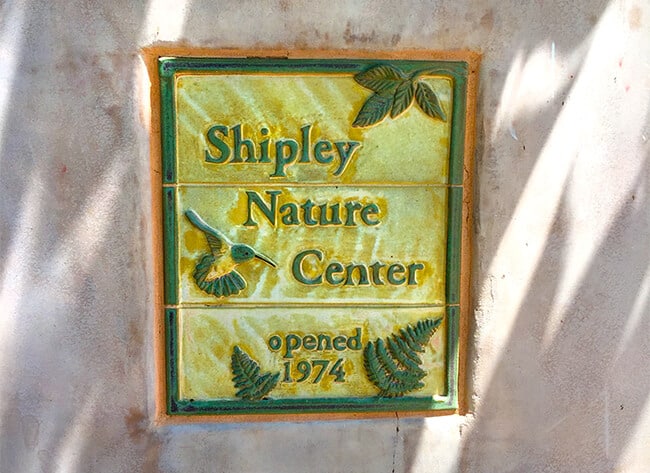 Shipley
Nature
Center
opened
1974